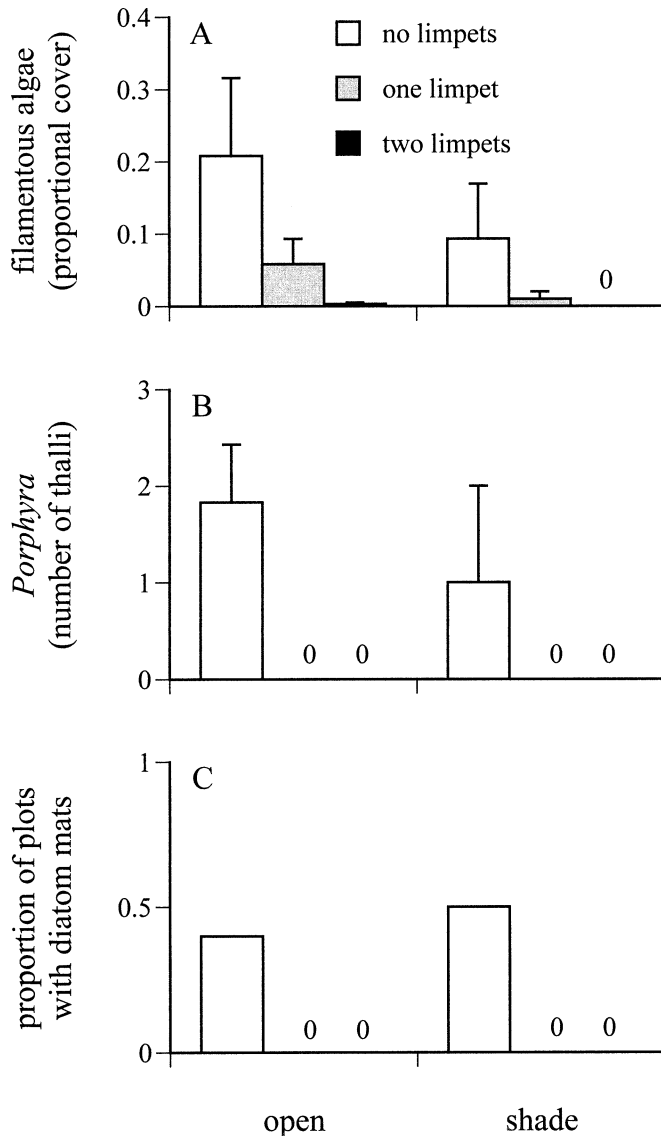 filamentous algae
(proportional cover)
0.4
0.3
0.2
0.1
0
A
no limpets
one limpet
two limpets
0
Porphyra
(number of thalli)
3
2
1
0
B
0 0 0 0
proportion of plots
with diatom mats
1
0.5
0
C
0 0 0 0
open shade